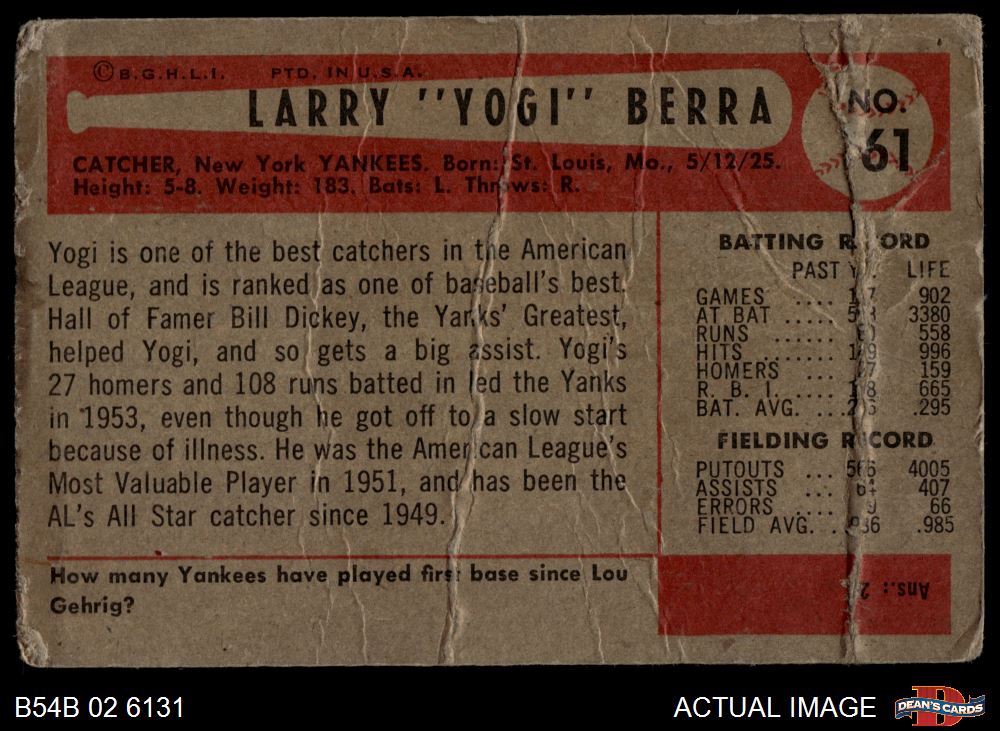 © B.G.H.L.I. PTD. IN U.S.A.
LARRY "YOGI" BERRA
NO.
61
CATCHER, New York YANKEES. Born: St. Louis, Mo., 5/12/25.
Height: 5-8. Weight: 183. Bats: L. Throws: R.
Yogi is one of the best catchers in the American
League, and is ranked as one of baseball's best.
Hall of Famer Bill Dickey, the Yanks' Greatest,
helped Yogi, and so gets a big assist. Yogi's
27 homers and 108 runs batted in led the Yanks
in 1953, even though he got off to a slow start
because of illness. He was the American League's
Most Valuable Player in 1951, and has been the
AL's All Star catcher since 1949.
BATTING RECORD
PAST LIFE
GAMES .... 902
AT BAT ..... 3380
RUNS ...... 558
HITS ....... 996
HOMERS ... 159
R. B. I. .... 665
BAT. AVG. ... .295
FIELDING RECORD
PUTOUTS ... 4005
ASSISTS ... 407
ERRORS .... 66
FIELD AVG. . .985
How many Yankees have played first base since Lou
Gehrig?
Ans.:
B54B 02 6131
ACTUAL IMAGE
D
DEAN'S CARDS